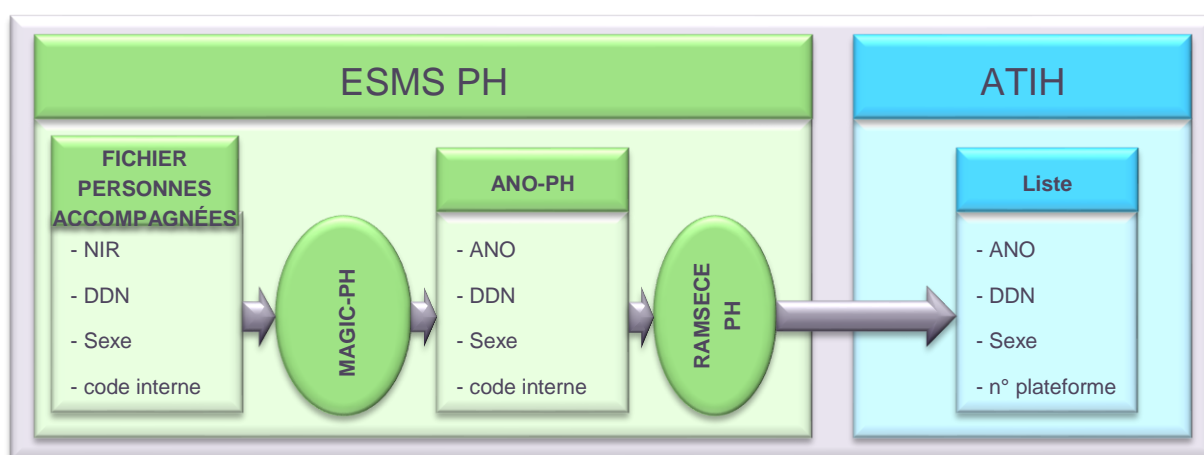 ESMS PH
ATIH
FICHIER
PERSONNES
ACCOMPAGNÉES
- NIR
- DDN
- Sexe
- code interne
MAGIC-PH
ANO-PH
- ANO
- DDN
- Sexe
- code interne
RAMSECE
PH
Liste
- ANO
- DDN
- Sexe
- n° plateforme